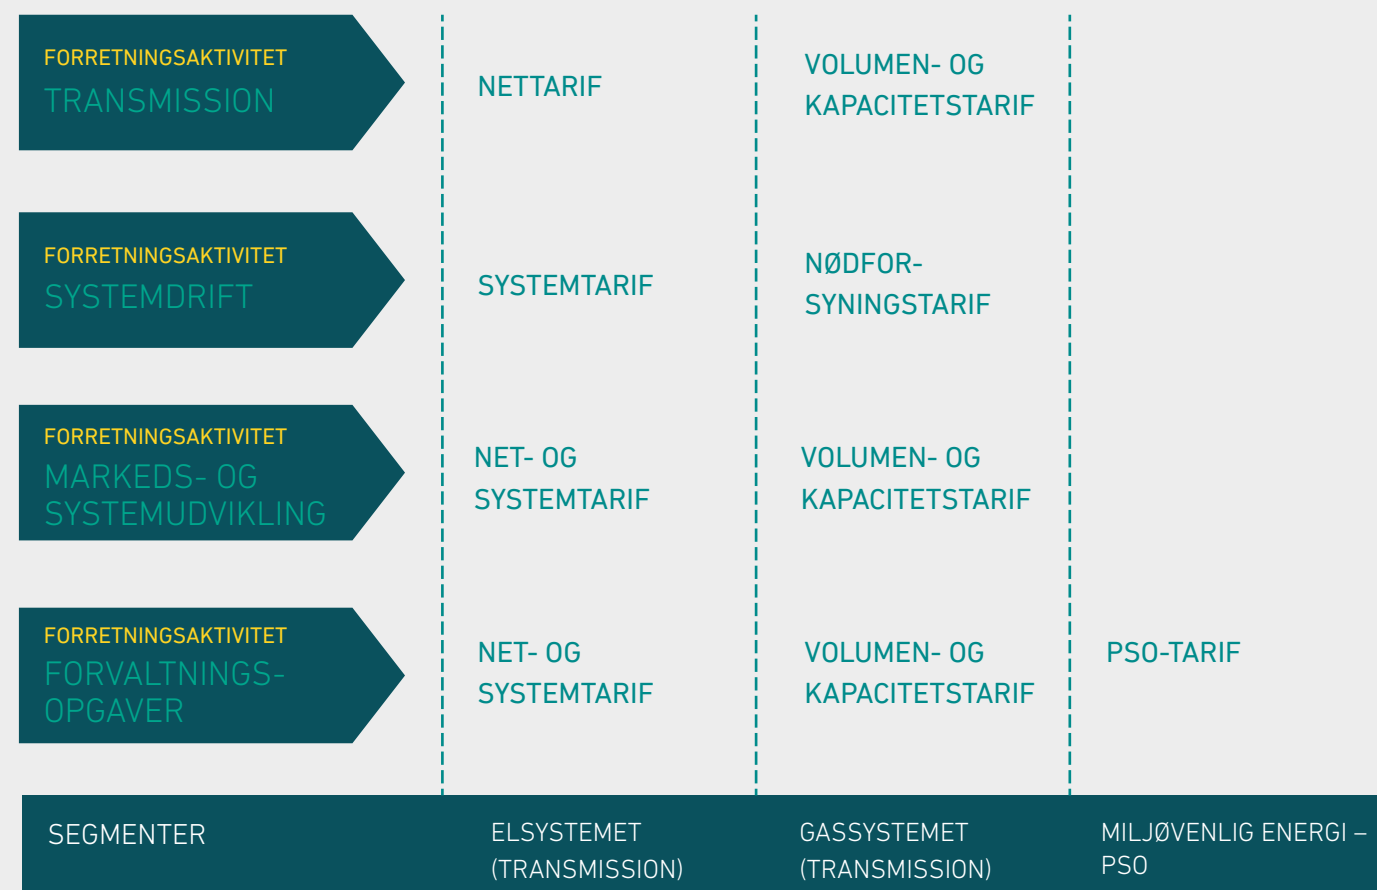 FORRETNINGSAKTIVITET
TRANSMISSION
NETTARIF
VOLUMEN- OG
KAPACITETSTARIF
FORRETNINGSAKTIVITET
SYSTEMDRIFT
SYSTEMTARIF
NØDFOR-
SYNINGSTARIF
FORRETNINGSAKTIVITET
MARKEDS- OG
SYSTEMUDVIKLING
NET- OG
SYSTEMTARIF
VOLUMEN- OG
KAPACITETSTARIF
FORRETNINGSAKTIVITET
FORVALTNINGS-
OPGAVER
NET- OG
SYSTEMTARIF
VOLUMEN- OG
KAPACITETSTARIF
PSO-TARIF
SEGMENTER
ELSYSTEMET
(TRANSMISSION)
GASSYSTEMET
(TRANSMISSION)
MILJØVENLIG ENERGI –
PSO